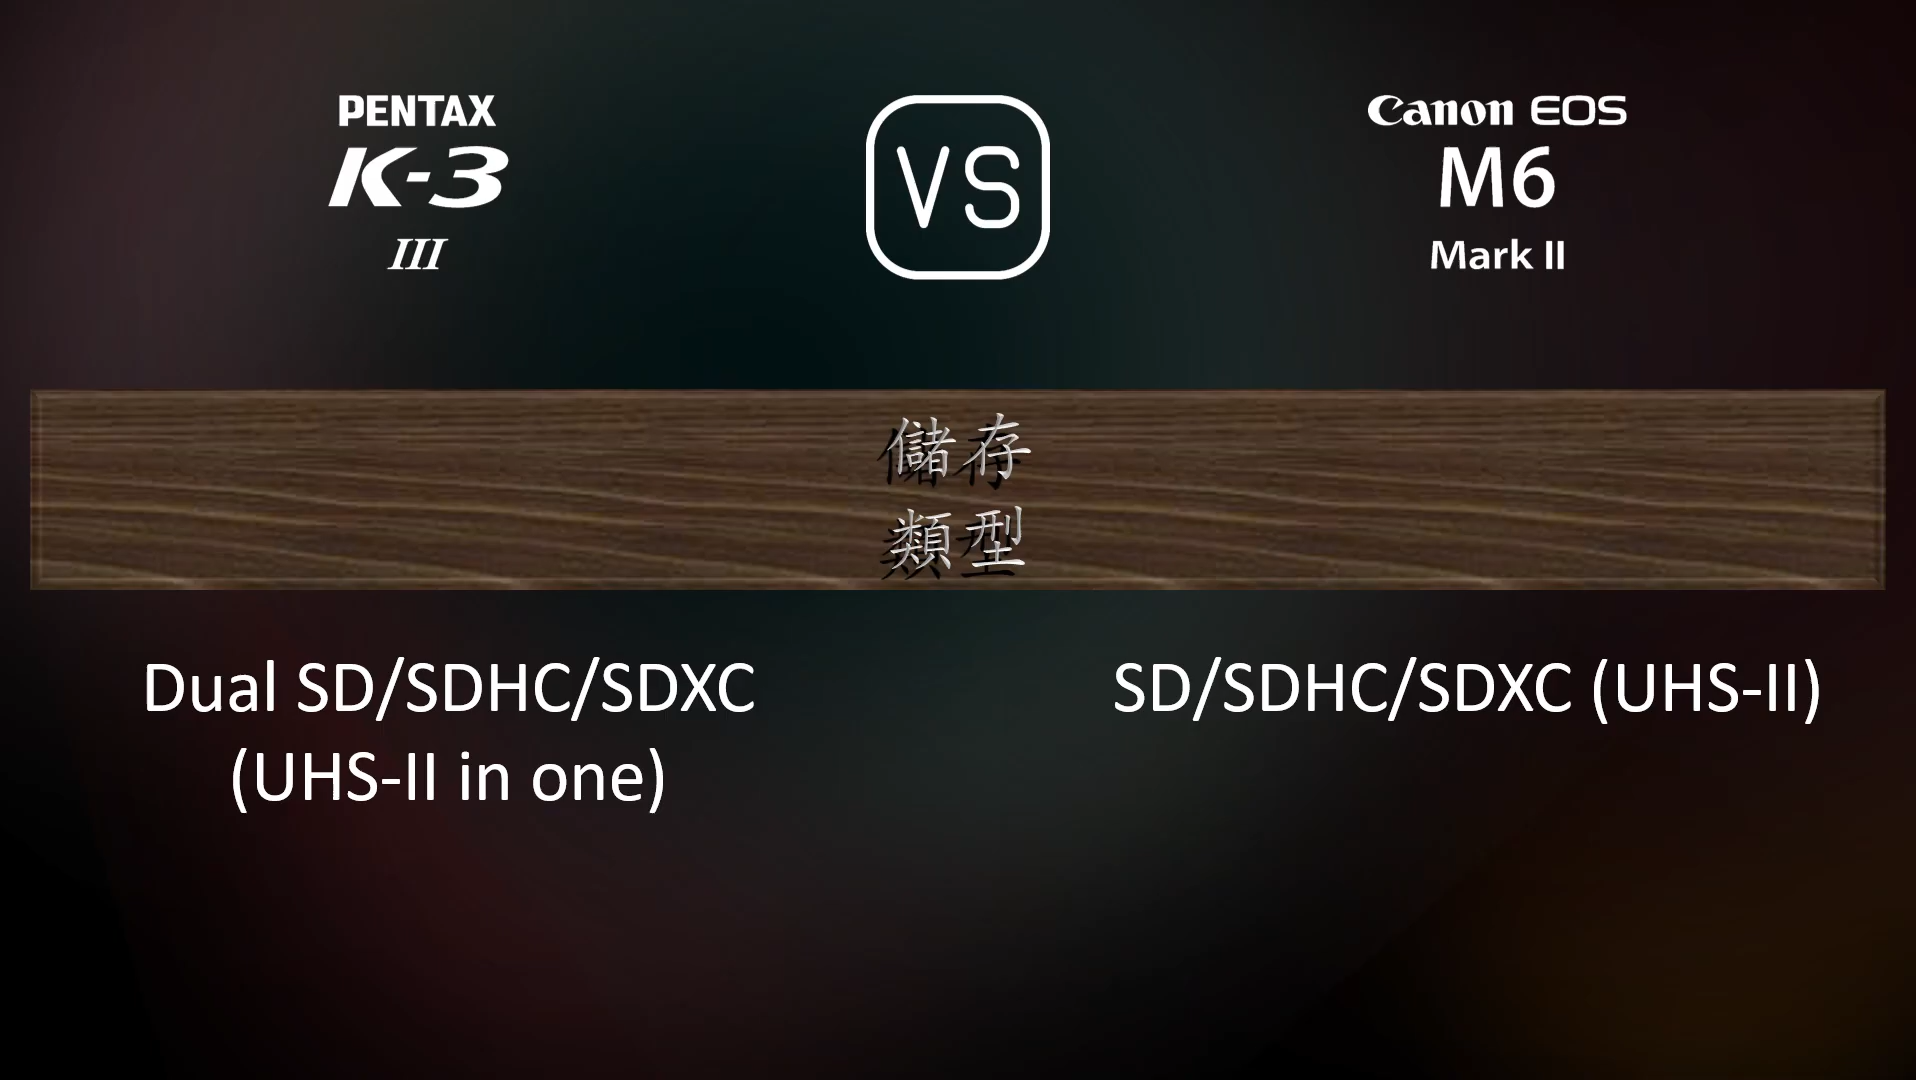 PENTAX
K-3
III
VS
Canon EOS
M6
Mark II
儲存
類型
Dual SD/SDHC/SDXC
(UHS-II in one)
SD/SDHC/SDXC (UHS-II)